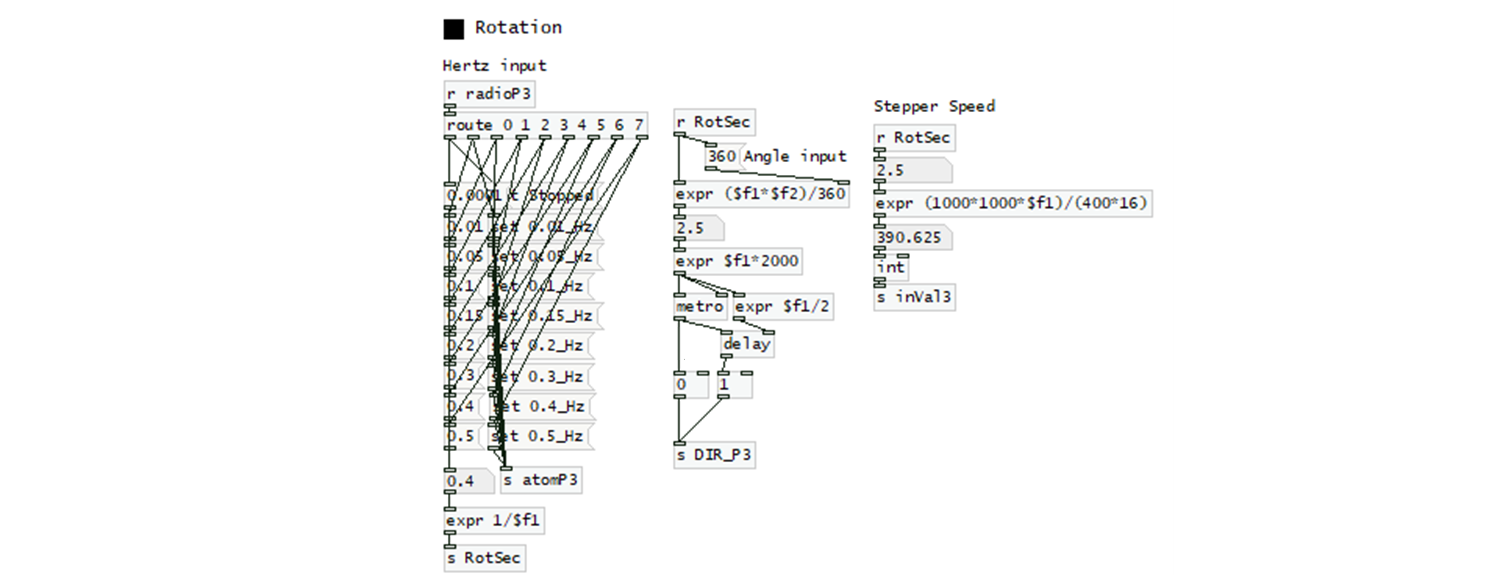 Rotation
Hertz input
r radioP3
route 0 1 2 3 4 5 6 7
0.0001
t Stopped
0.01
set 0.01_Hz
0.05
set 0.05_Hz
0.1
set 0.1_Hz
0.15
set 0.15_Hz
0.2
set 0.2_Hz
0.3
set 0.3_Hz
0.4
set 0.4_Hz
0.5
set 0.5_Hz
0.4
s atomP3
expr 1/$f1
s RotSec
r RotSec
360
Angle input
expr ($f1*$f2)/360
2.5
expr $f1*2000
metro
expr $f1/2
delay
0
1
s DIR_P3
Stepper Speed
r RotSec
2.5
expr (1000*1000*$f1)/(400*16)
390.625
int
s inVal3